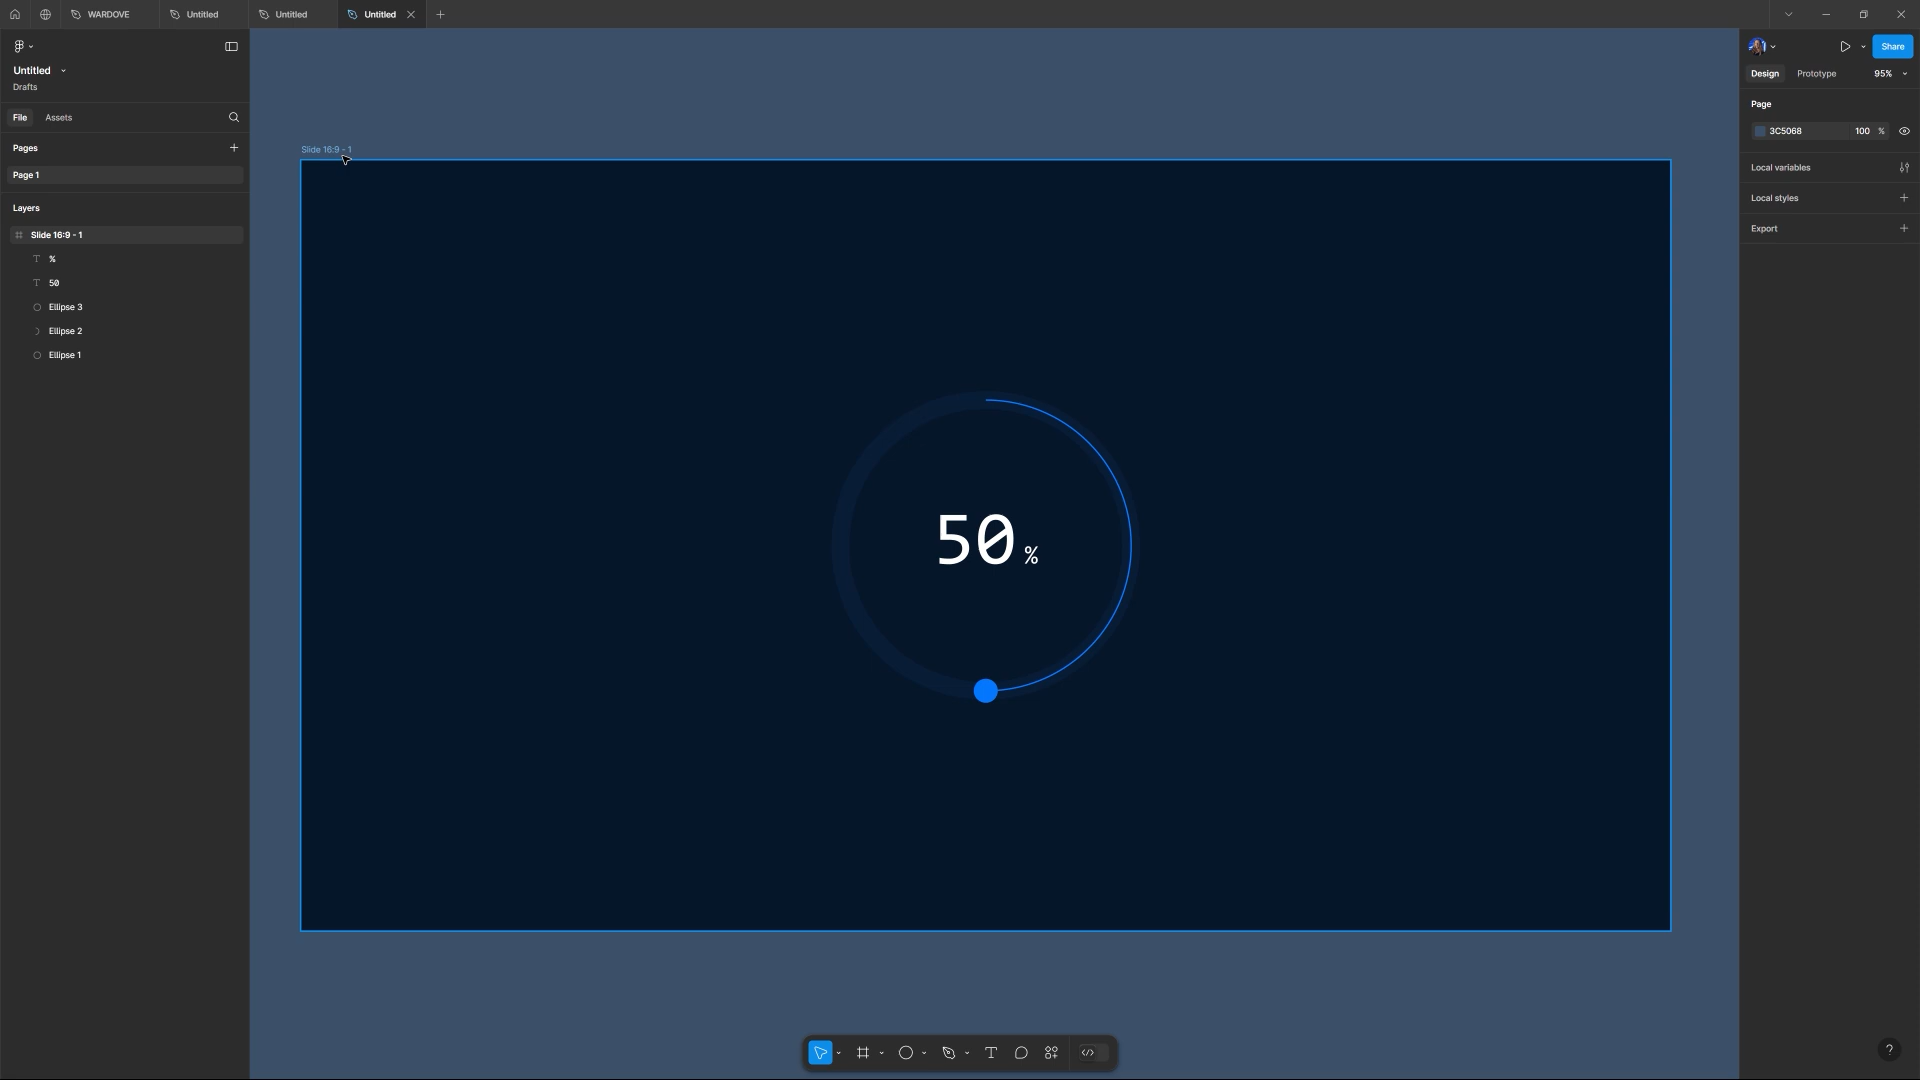 WARDOVE
Untitled
Untitled
Untitled
Untitled
Drafts
File
Assets
Pages
Page 1
Layers
Slide 16:9 - 1
%
50
Ellipse 3
Ellipse 2
Ellipse 1
Slide 16:9 - 1
50 %
Share
Design
Prototype
95%
Page
3C5068
100
%
Local variables
Local styles
Export
?